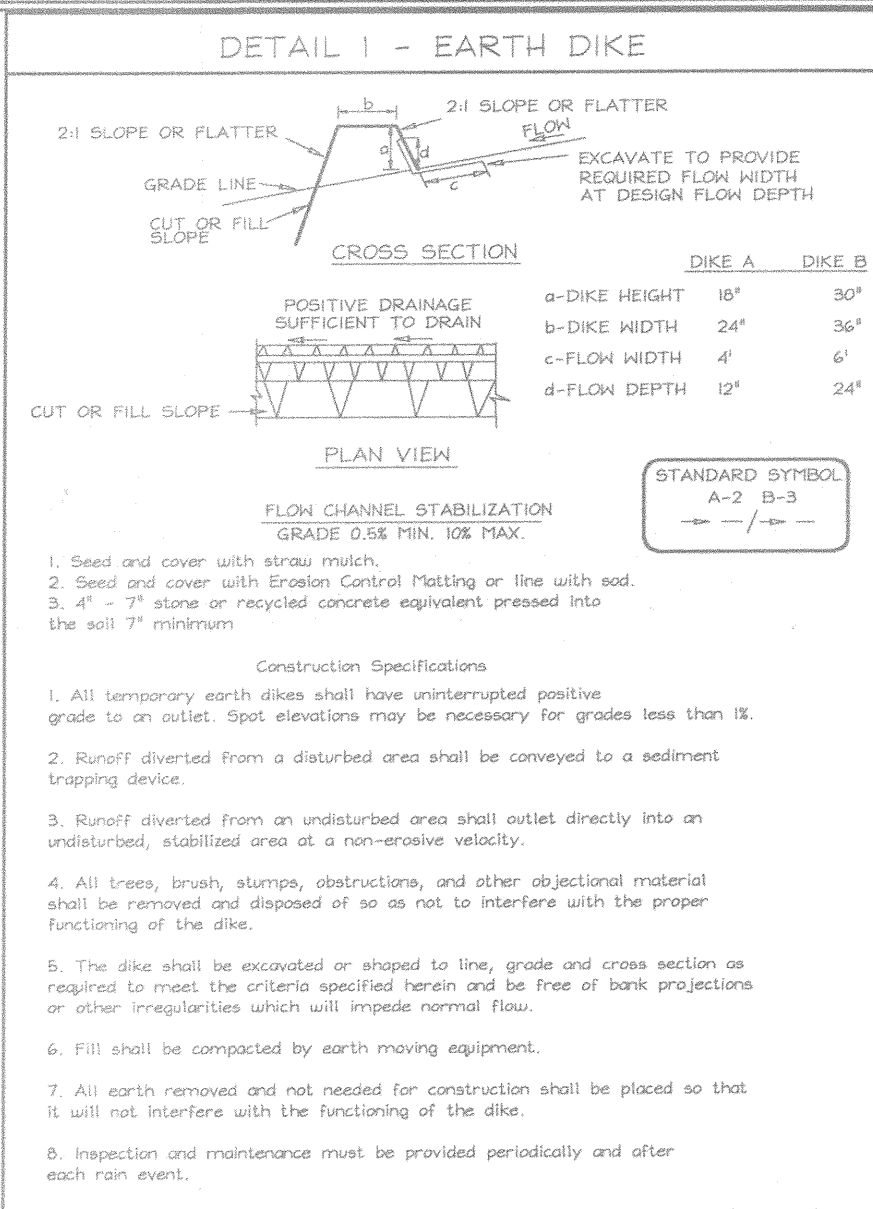 DETAIL 1 - EARTH DIKE
b
2:1 SLOPE OR FLATTER
2:1 SLOPE OR FLATTER
FLOW
a
d
EXCAVATE TO PROVIDE
REQUIRED FLOW WIDTH
AT DESIGN FLOW DEPTH
GRADE LINE
c
CUT OR FILL
SLOPE
CROSS SECTION
DIKE A DIKE B
a-DIKE HEIGHT 18" 30"
b-DIKE WIDTH 24" 36"
c-FLOW WIDTH 4' 6'
d-FLOW DEPTH 12" 24"
POSITIVE DRAINAGE
SUFFICIENT TO DRAIN
CUT OR FILL SLOPE
PLAN VIEW
STANDARD SYMBOL
A-2 B-3
/
FLOW CHANNEL STABILIZATION
GRADE 0.5% MIN. 10% MAX.
1. Seed and cover with straw mulch.
2. Seed and cover with Erosion Control Matting or line with sod.
3. 4" - 7" stone or recycled concrete equivalent pressed into
the soil 7" minimum
Construction Specifications
1. All temporary earth dikes shall have uninterrupted positive
grade to an outlet. Spot elevations may be necessary for grades less than 1%.
2. Runoff diverted from a disturbed area shall be conveyed to a sediment
trapping device.
3. Runoff diverted from an undisturbed area shall outlet directly into an
undisturbed, stabilized area at a non-erosive velocity.
4. All trees, brush, stumps, obstructions, and other objectional material
shall be removed and disposed of so as not to interfere with the proper
functioning of the dike.
5. The dike shall be excavated or shaped to line, grade and cross section as
required to meet the criteria specified herein and be free of bank projections
or other irregularities which will impede normal flow.
6. Fill shall be compacted by earth moving equipment.
7. All earth removed and not needed for construction shall be placed so that
it will not interfere with the functioning of the dike.
8. Inspection and maintenance must be provided periodically and after
each rain event.